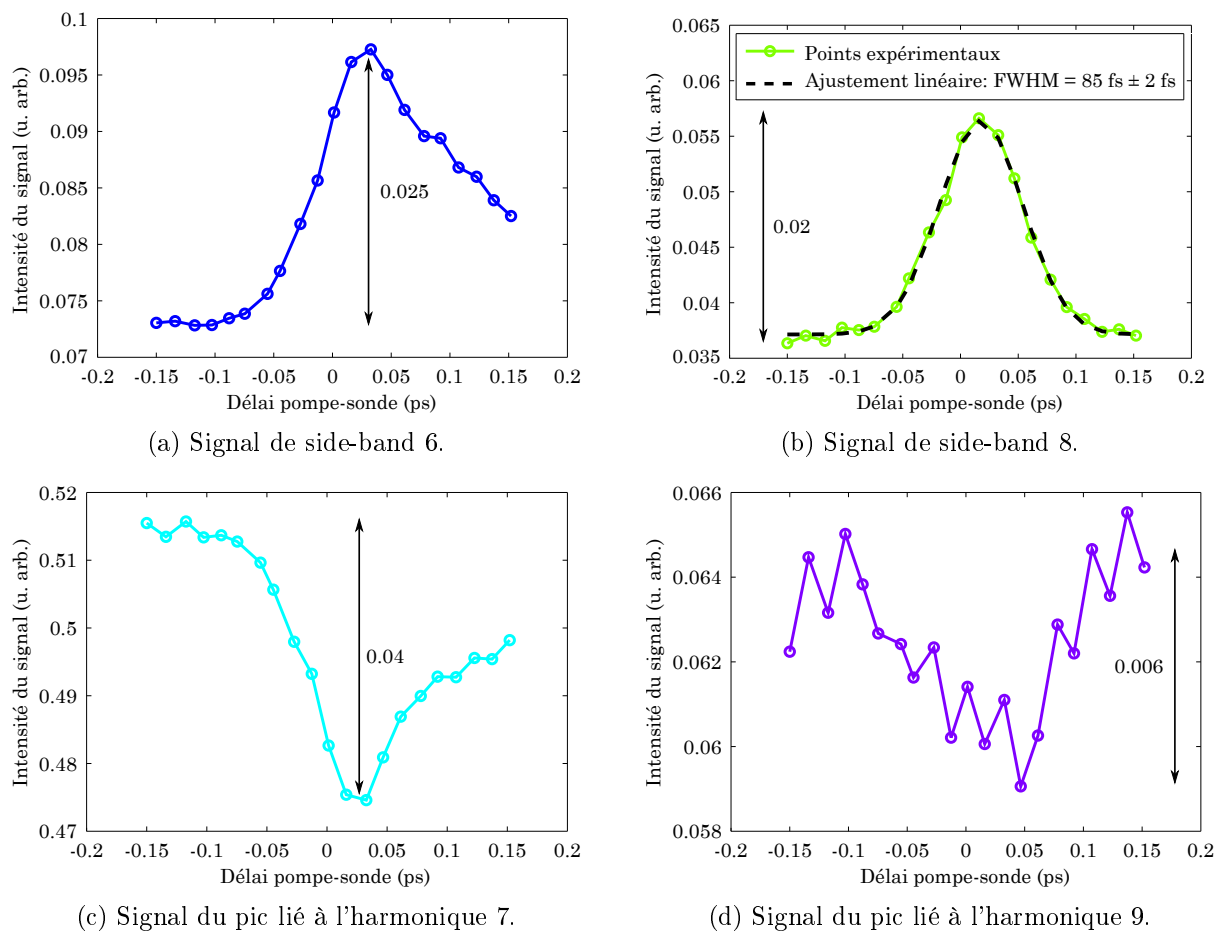 0.1
0.095
0.09
0.085
0.08
0.075
0.07
-0.2 -0.15 -0.1 -0.05 0 0.05 0.1 0.15 0.2
Intensité du signal (u. arb.)
Délai pompe-sonde (ps)
0.025
(a) Signal de side-band 6.
0.065
0.06
0.055
0.05
0.045
0.04
0.035
-0.2 -0.15 -0.1 -0.05 0 0.05 0.1 0.15 0.2
Intensité du signal (u. arb.)
Délai pompe-sonde (ps)
Points expérimentaux
Ajustement linéaire: FWHM = 85 fs ± 2 fs
0.02
(b) Signal de side-band 8.
0.52
0.51
0.5
0.49
0.48
0.47
-0.2 -0.15 -0.1 -0.05 0 0.05 0.1 0.15 0.2
Intensité du signal (u. arb.)
Délai pompe-sonde (ps)
0.04
(c) Signal du pic lié à l'harmonique 7.
0.066
0.064
0.062
0.06
0.058
-0.2 -0.15 -0.1 -0.05 0 0.05 0.1 0.15 0.2
Intensité du signal (u. arb.)
Délai pompe-sonde (ps)
0.006
(d) Signal du pic lié à l'harmonique 9.